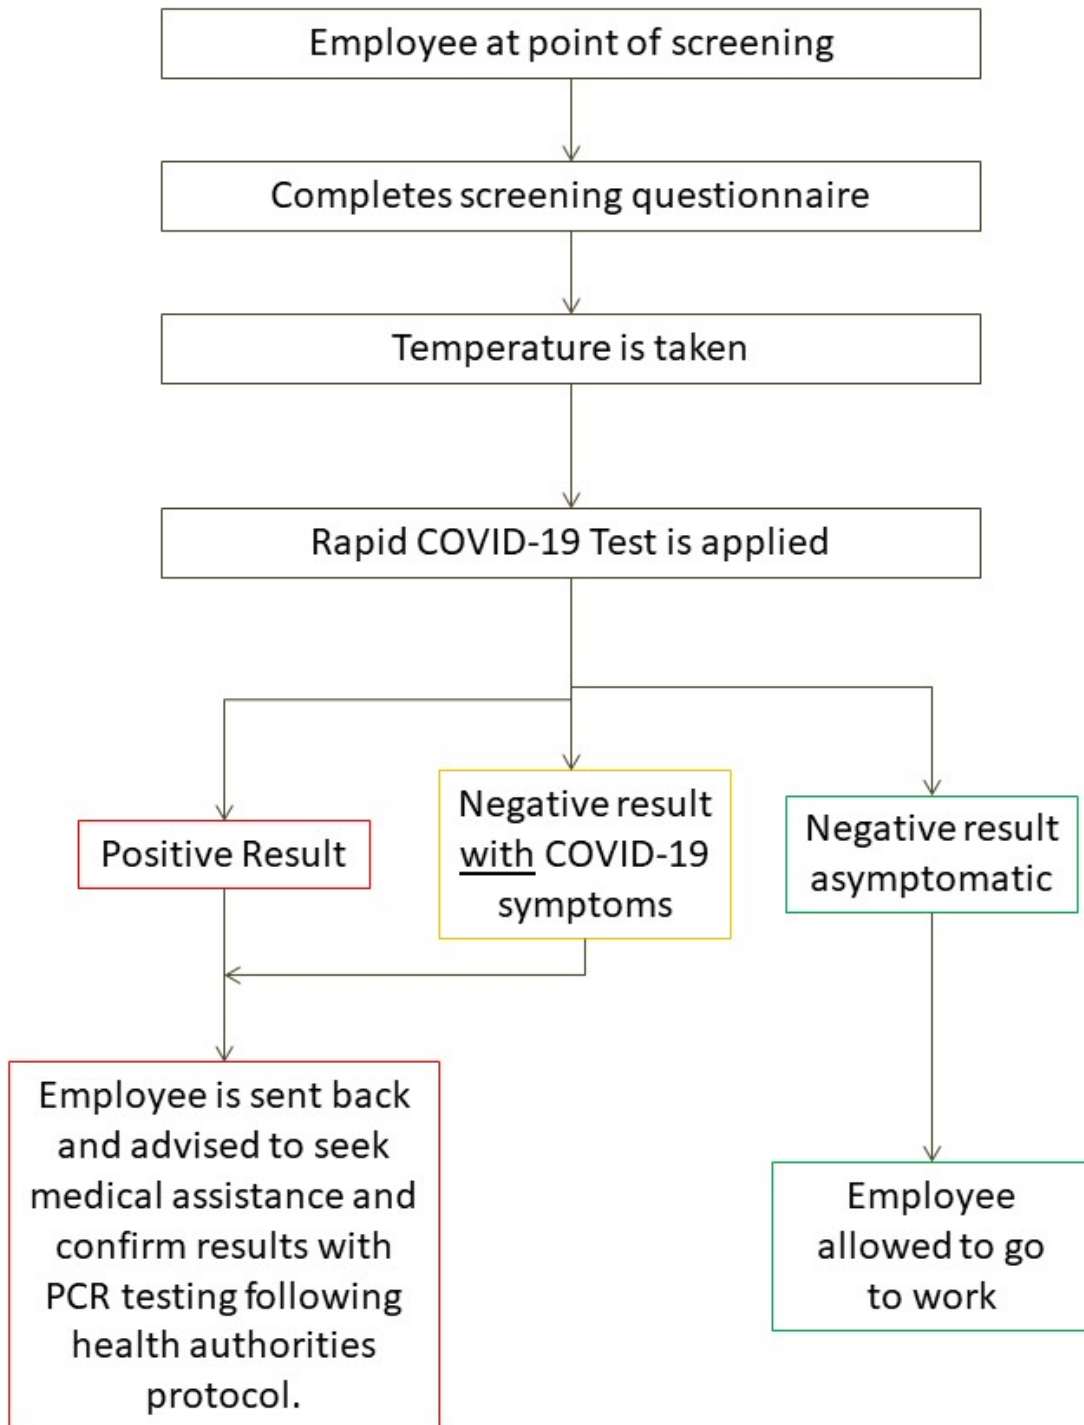 Employee at point of screening
Completes screening questionnaire
Temperature is taken
Rapid COVID-19 Test is applied
Positive Result
Negative result
with COVID-19
symptoms
Negative result
asymptomatic
Employee is sent back
and advised to seek
medical assistance and
confirm results with
PCR testing following
health authorities
protocol.
Employee
allowed to go
to work